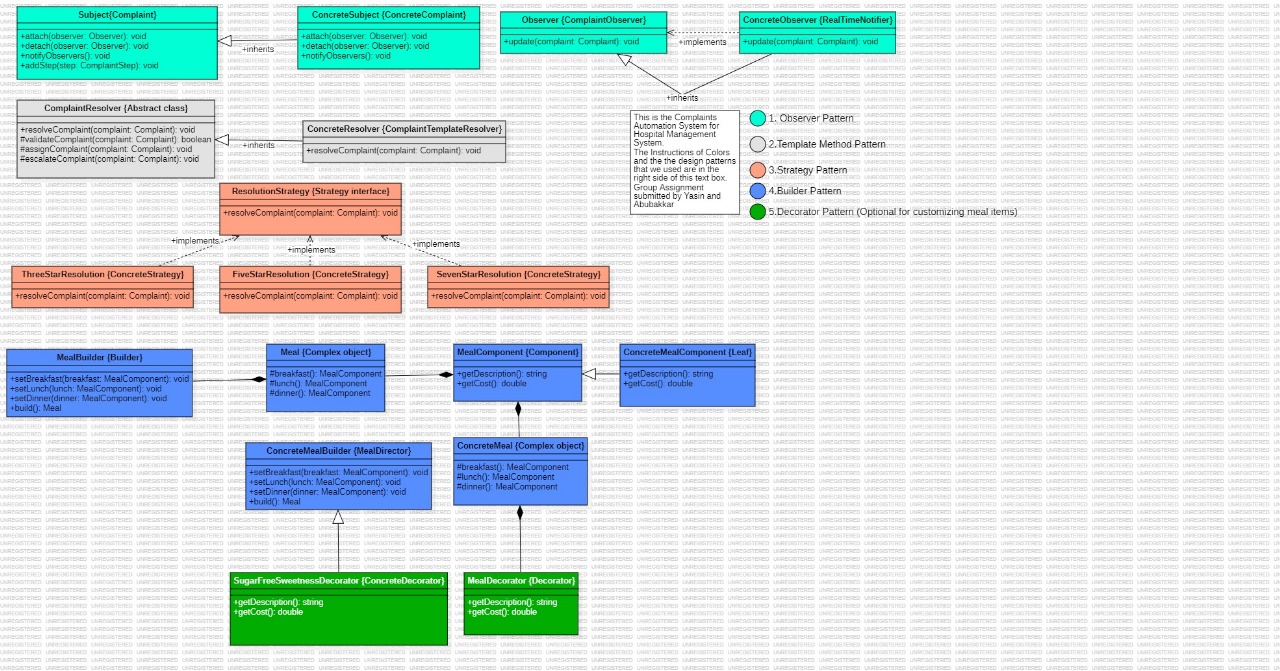 Subject{Complaint}
+attach(observer: Observer): void
+detach(observer: Observer): void
+notifyObservers(): void
+addStep(step: ComplaintStep): void
+inherits
ConcreteSubject {ConcreteComplaint}
+attach(observer: Observer): void
+detach(observer: Observer): void
+notifyObservers(): void
Observer {ComplaintObserver}
+update(complaint: Complaint): void
+implements
ConcreteObserver {RealTimeNotifier}
+update(complaint: Complaint): void
+inherits
ComplaintResolver {Abstract class}
+resolveComplaint(complaint: Complaint): void
#validateComplaint(complaint: Complaint): boolean
#assignComplaint(complaint: Complaint): void
#escalateComplaint(complaint: Complaint): void
+inherits
ConcreteResolver {ComplaintTemplateResolver}
+resolveComplaint(complaint: Complaint): void
This is the Complaints
Automation System for
Hospital Management
System.
The Instructions of Colors
and the the design patterns
that we used are in the
right side of this text box.
Group Assignment
submitted by Yasin and
Abubakkar
1. Observer Pattern
2.Template Method Pattern
3.Strategy Pattern
4.Builder Pattern
5.Decorator Pattern (Optional for customizing meal items)
ResolutionStrategy {Strategy interface}
+resolveComplaint(complaint: Complaint): void
+implements
+implements
+implements
ThreeStarResolution {ConcreteStrategy}
+resolveComplaint(complaint: Complaint): void
FiveStarResolution {ConcreteStrategy}
+resolveComplaint(complaint: Complaint): void
SevenStarResolution {ConcreteStrategy}
+resolveComplaint(complaint: Complaint): void
MealBuilder {Builder}
+setBreakfast(breakfast: MealComponent): void
+setLunch(lunch: MealComponent): void
+setDinner(dinner: MealComponent): void
+build(): Meal
Meal {Complex object}
#breakfast(): MealComponent
#lunch(): MealComponent
#dinner(): MealComponent
MealComponent {Component}
+getDescription(): string
+getCost(): double
ConcreteMealComponent {Leaf}
+getDescription(): string
+getCost(): double
ConcreteMealBuilder {MealDirector}
+setBreakfast(breakfast: MealComponent): void
+setLunch(lunch: MealComponent): void
+setDinner(dinner: MealComponent): void
+build(): Meal
ConcreteMeal {Complex object}
#breakfast(): MealComponent
#lunch(): MealComponent
#dinner(): MealComponent
SugarFreeSweetnessDecorator {ConcreteDecorator}
+getDescription(): string
+getCost(): double
MealDecorator {Decorator}
+getDescription(): string
+getCost(): double